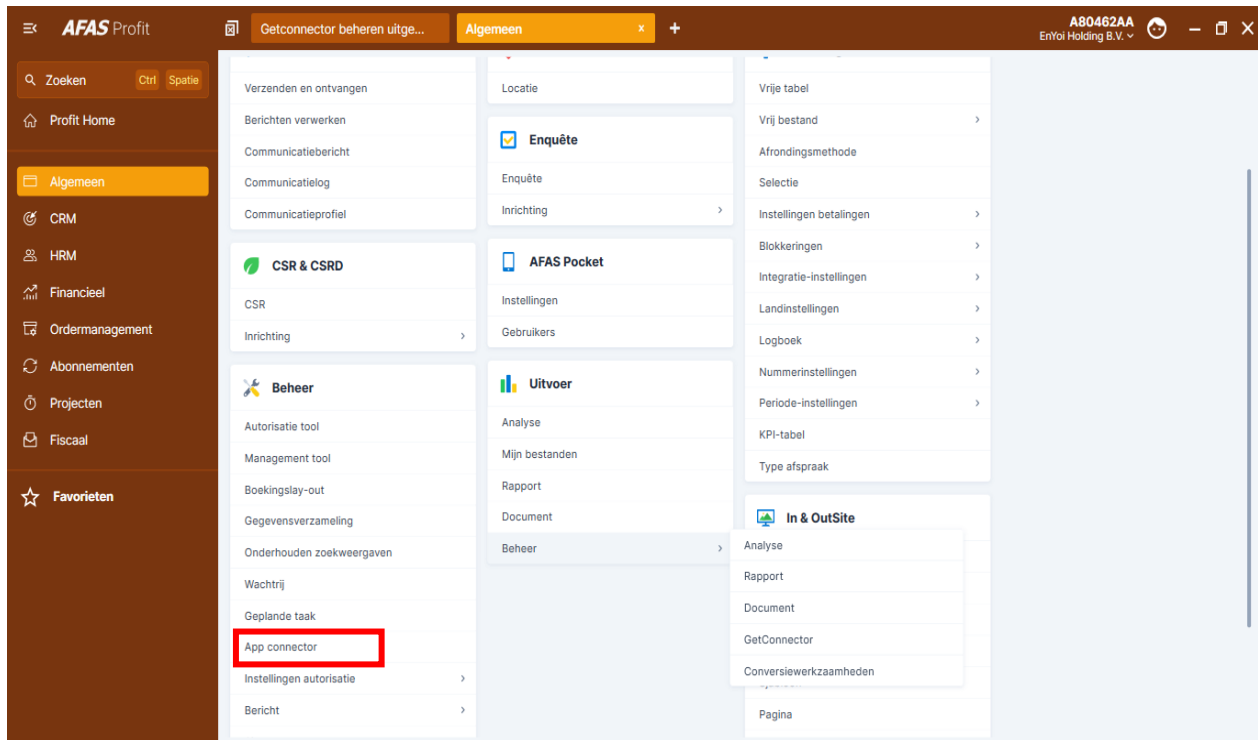 AFAS Profit
Getconnector beheren uitge...
Algemeen
x
+
A80462AA
EnYoi Holding B.V.
Zoeken
Ctrl
Spatie
Profit Home
Algemeen
CRM
HRM
Financieel
Ordermanagement
Abonnementen
Projecten
Fiscaal
Favorieten
Verzenden en ontvangen
Berichten verwerken
Communicatiebericht
Communicatielog
Communicatieprofiel
CSR & CSRD
CSR
Inrichting
Beheer
Autorisatie tool
Management tool
Boekingslay-out
Gegevensverzameling
Onderhouden zoekweergaven
Wachtrij
Geplande taak
App connector
Instellingen autorisatie
Bericht
Locatie
Enquête
Enquête
Inrichting
AFAS Pocket
Instellingen
Gebruikers
Uitvoer
Analyse
Mijn bestanden
Rapport
Document
Beheer
Vrije tabel
Vrij bestand
Afrondingsmethode
Selectie
Instellingen betalingen
Blokkeringen
Integratie-instellingen
Landinstellingen
Logboek
Nummerinstellingen
Periode-instellingen
KPI-tabel
Type afspraak
In & OutSite
Analyse
Rapport
Document
GetConnector
Conversiewerkzaamheden
Pagina